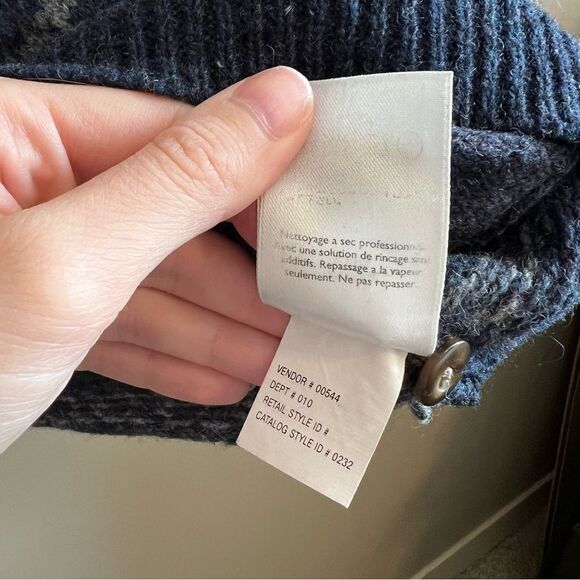 Nettoyage a sec professionnel
Avec une solution de rincage sans
additifs. Repassage a la vapeur
seulement. Ne pas repasser.
VENDOR # 00544
DEPT # 010
RETAIL STYLE ID #
CATALOG STYLE ID # 0232